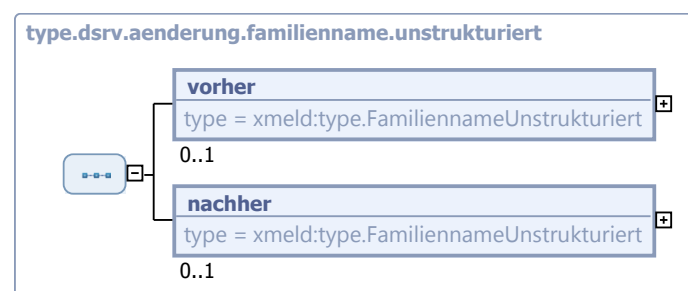 type.dsrv.aenderung.familienname.unstrukturiert
vorher
type = xmeld:type.FamiliennameUnstrukturiert
0..1
nachher
type = xmeld:type.FamiliennameUnstrukturiert
0..1